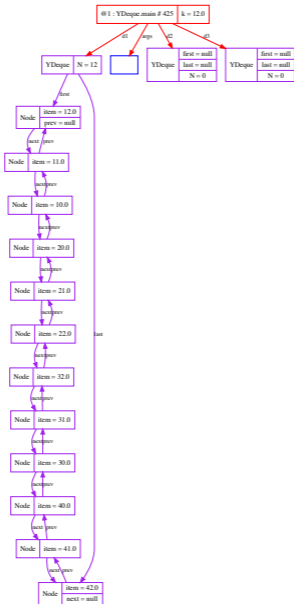 @1 : YDeque.main # 425 k = 12.0
d1 args d2 d3
YDeque N = 12
YDeque first = null last = null N = 0
YDeque first = null last = null N = 0
first
Node item = 12.0 prev = null
next prev
Node item = 11.0
next prev
Node item = 10.0
next prev
Node item = 20.0
next prev
Node item = 21.0
next prev
Node item = 22.0
last
next prev
Node item = 32.0
next prev
Node item = 31.0
next prev
Node item = 30.0
next prev
Node item = 40.0
next prev
Node item = 41.0
next prev
Node item = 42.0 next = null